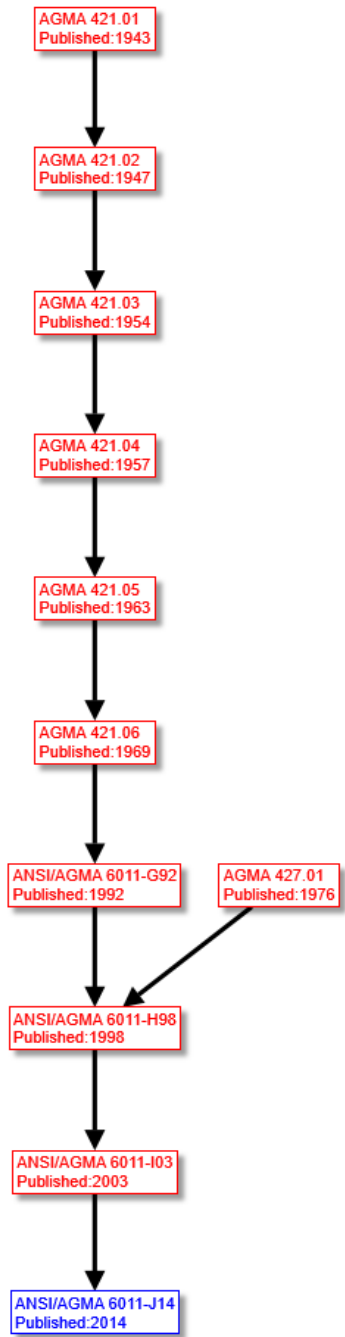 AGMA 421.01
Published:1943
AGMA 421.02
Published:1947
AGMA 421.03
Published:1954
AGMA 421.04
Published:1957
AGMA 421.05
Published:1963
AGMA 421.06
Published:1969
ANSI/AGMA 6011-G92
Published:1992
AGMA 427.01
Published:1976
ANSI/AGMA 6011-H98
Published:1998
ANSI/AGMA 6011-I03
Published:2003
ANSI/AGMA 6011-J14
Published:2014